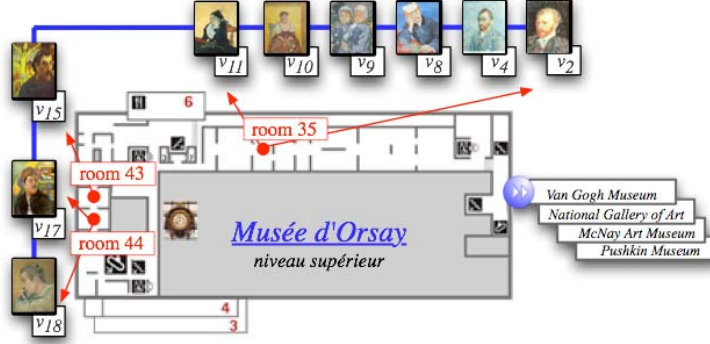 v11
v10
v9
v8
v4
v2
v15
6
room 35
room 43
v17
room 44
Musée d'Orsay
niveau supérieur
Van Gogh Museum
National Gallery of Art
McNay Art Museum
Pushkin Museum
v18
4
3